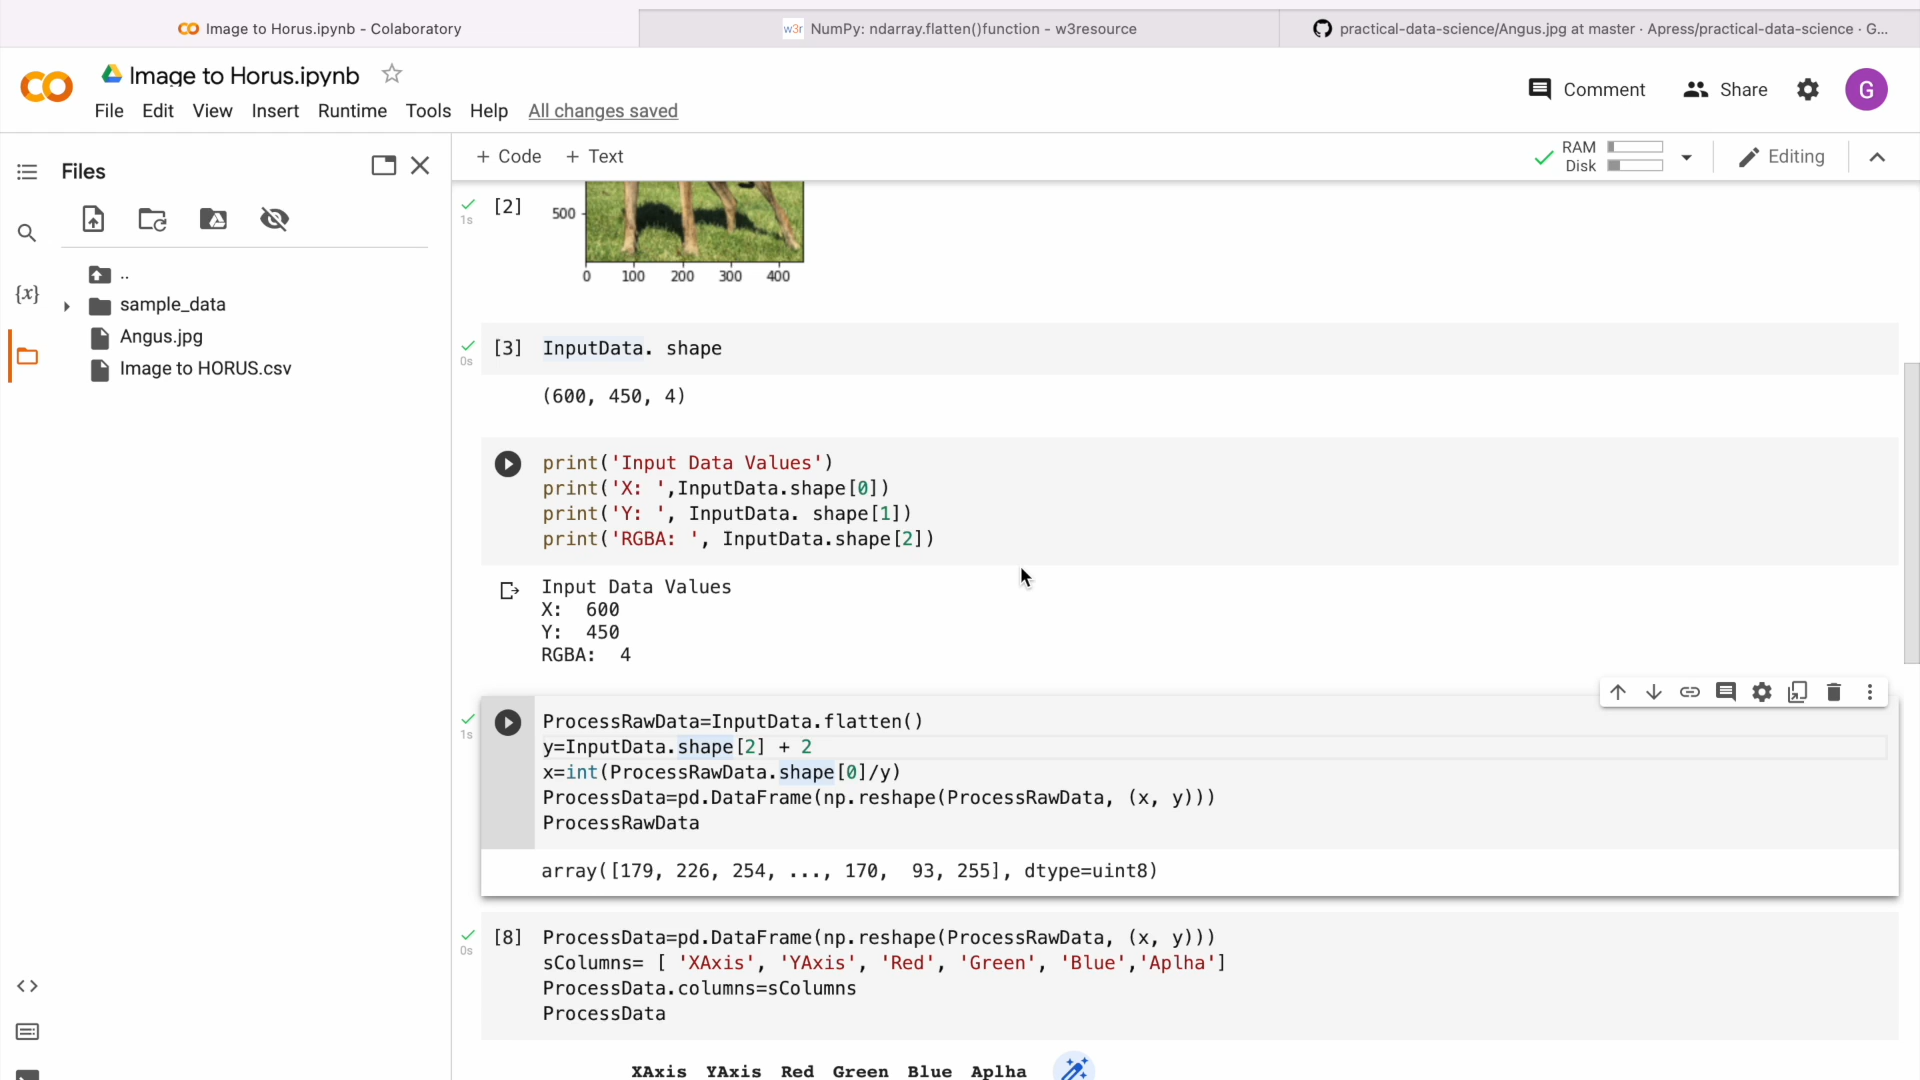 Image to Horus.ipynb - Colaboratory
w3r NumPy: ndarray.flatten()function - w3resource
practical-data-science/Angus.jpg at master · Apress/practical-data-science · G...
Image to Horus.ipynb
Comment
Share
G
File Edit View Insert Runtime Tools Help All changes saved
Files
+ Code + Text
RAM
Disk
Editing
{x}
..
sample_data
Angus.jpg
Image to HORUS.csv
1s
[2]
500
0 100 200 300 400
0s
[3] InputData. shape
(600, 450, 4)
print('Input Data Values')
print('X: ',InputData.shape[0])
print('Y: ', InputData. shape[1])
print('RGBA: ', InputData.shape[2])
Input Data Values
X: 600
Y: 450
RGBA: 4
1s
ProcessRawData=InputData.flatten()
y=InputData.shape[2] + 2
x=int(ProcessRawData.shape[0]/y)
ProcessData=pd.DataFrame(np.reshape(ProcessRawData, (x, y)))
ProcessRawData
array([179, 226, 254, ..., 170, 93, 255], dtype=uint8)
0s
[8] ProcessData=pd.DataFrame(np.reshape(ProcessRawData, (x, y)))
sColumns= [ 'XAxis', 'YAxis', 'Red', 'Green', 'Blue','Aplha']
ProcessData.columns=sColumns
ProcessData
XAxis YAxis Red Green Blue Aplha